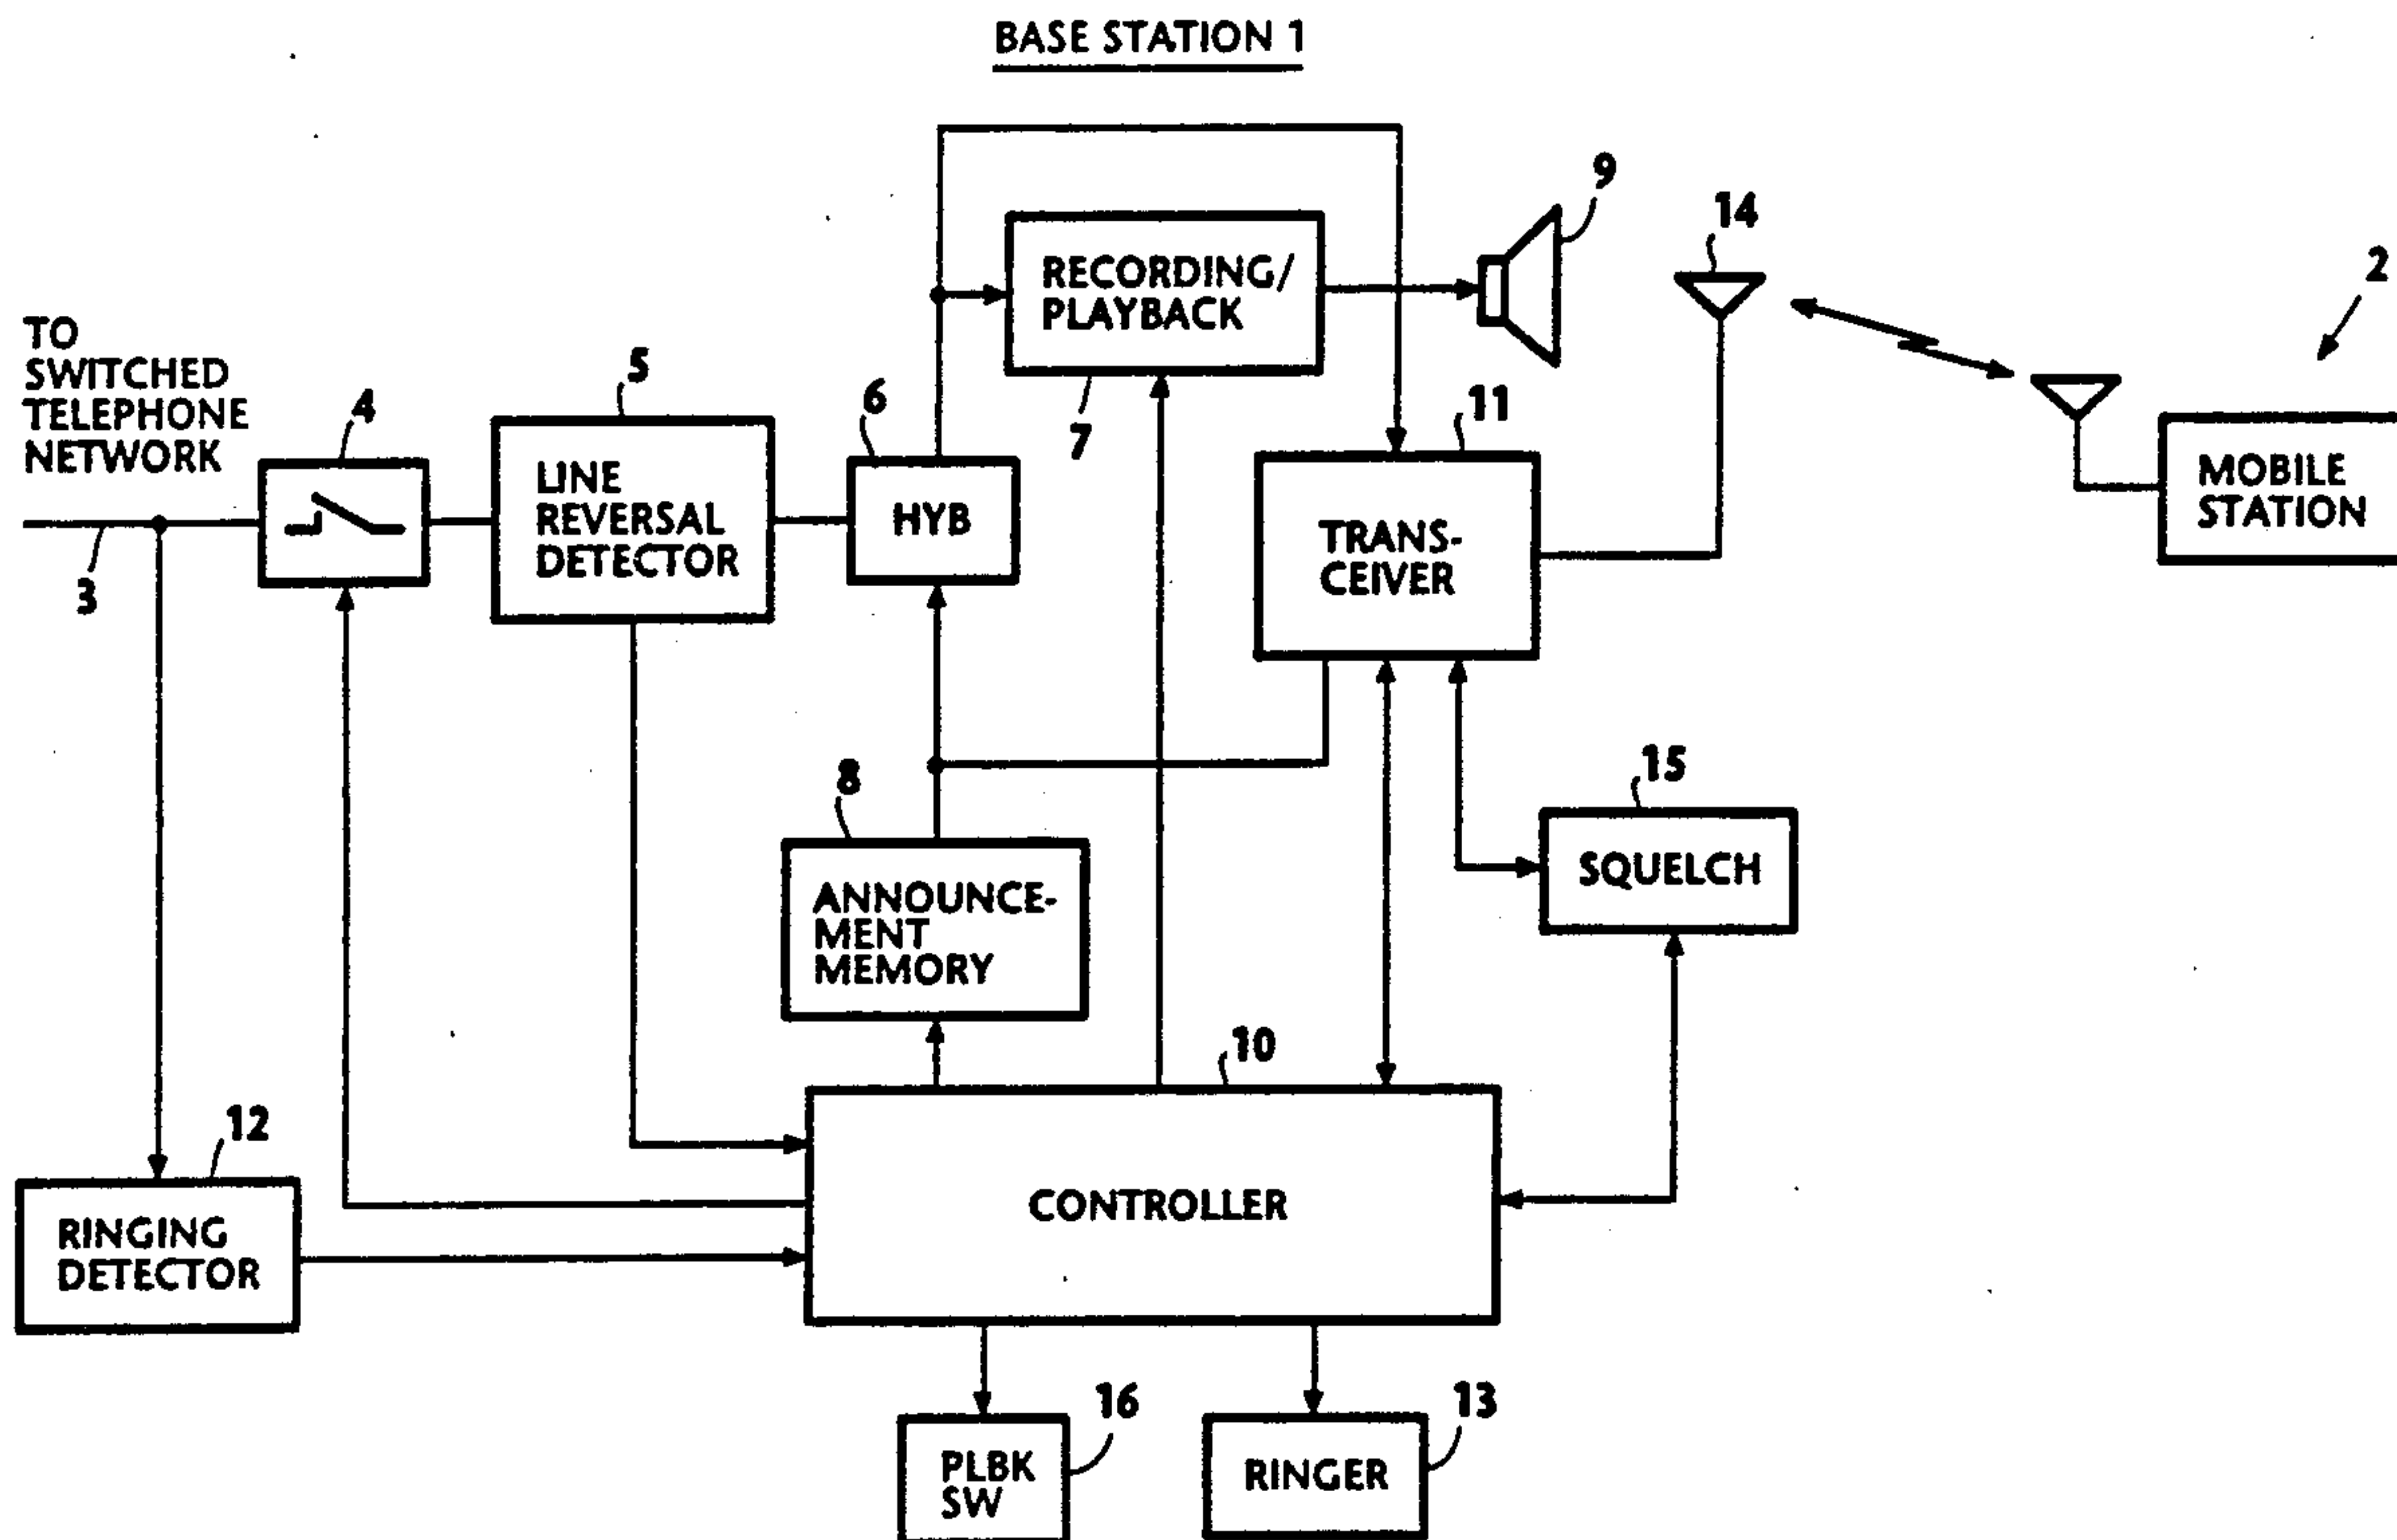 BASE STATION 1
9
14
2
RECORDING/
PLAYBACK
TO
SWITCHED
TELEPHONE
NETWORK
4
5
6
7
11
LINE
REVERSAL
DETECTOR
HYB
TRANS-
CEIVER
MOBILE
STATION
3
8
15
ANNOUNCE-
MENT
MEMORY
SQUELCH
10
12
CONTROLLER
RINGING
DETECTOR
16
13
PLBK
SW
RINGER